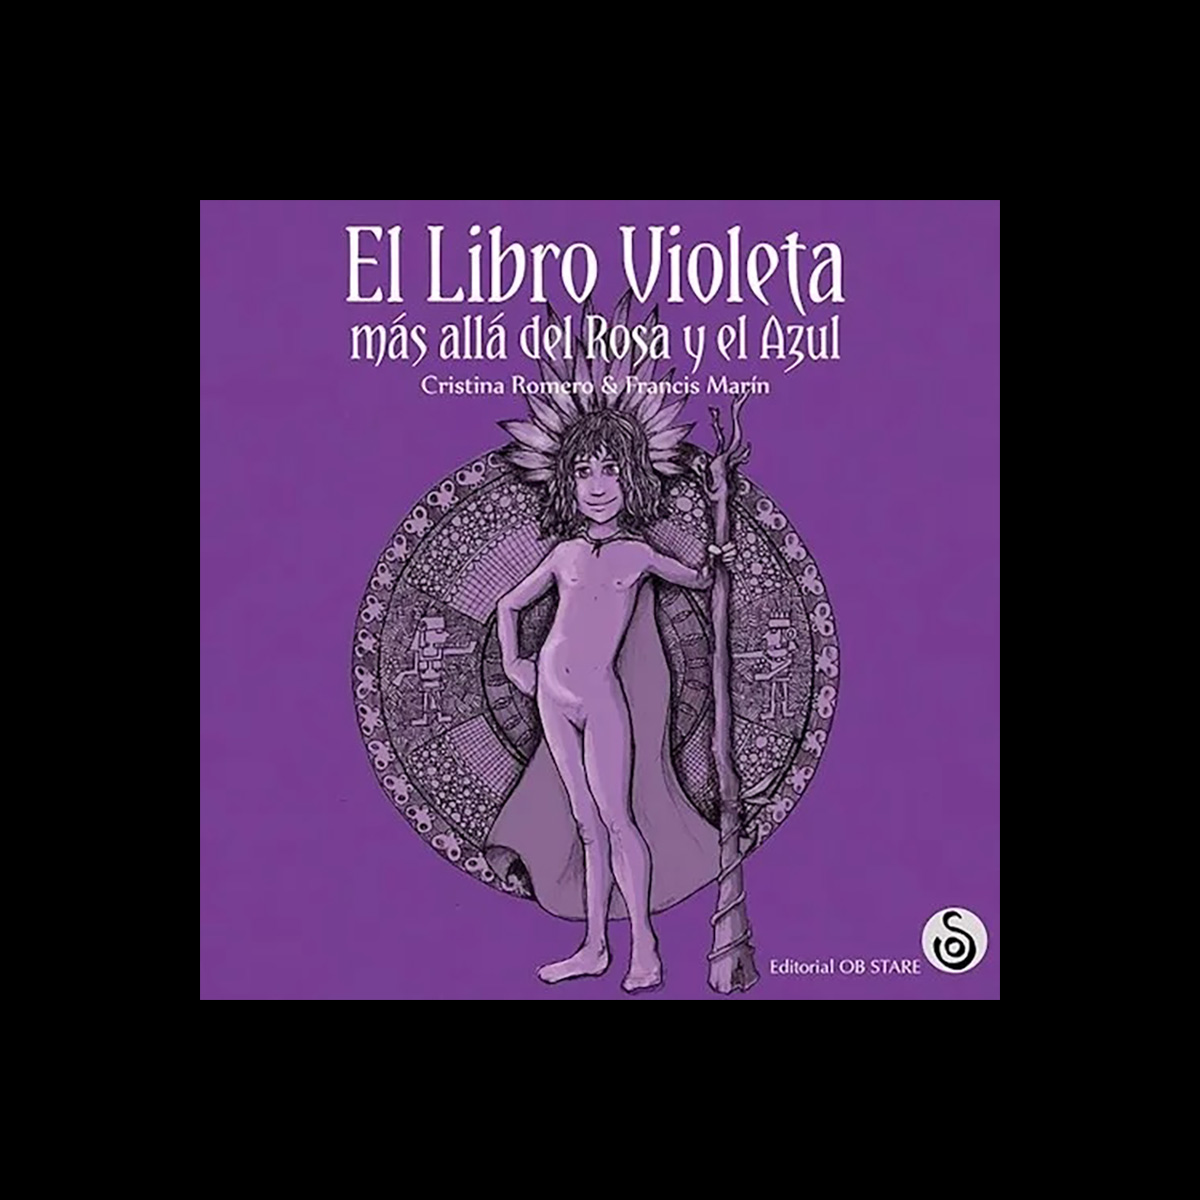 El Libro Violeta
más allá del Rosa y el Azul
Cristina Romero & Francis Marín
Editorial OB STARE